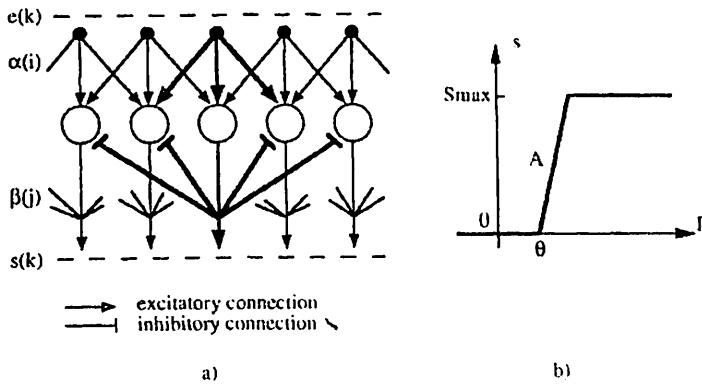 e(k)
α(i)
β(j)
s(k)
excitatory connection
inhibitory connection
a)
s
Smax
A
0
θ
b)